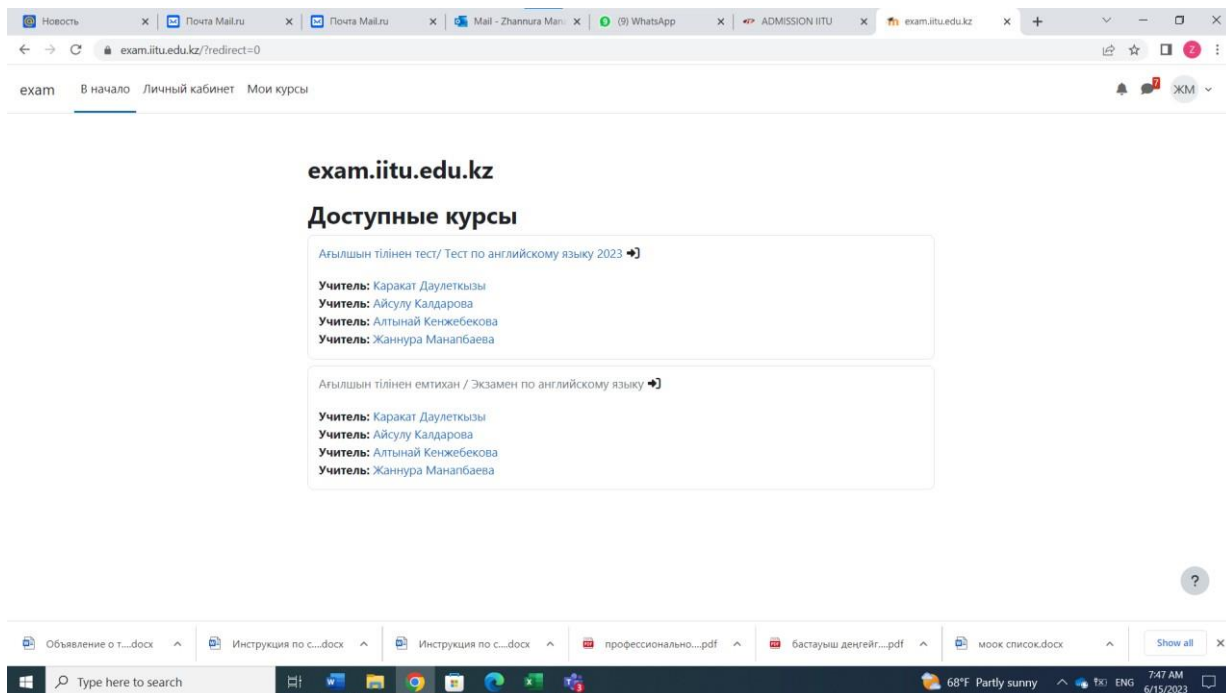 Новость
Почта Mail.ru
Почта Mail.ru
Mail - Zhannura Man
(9) WhatsApp
ADMISSION IITU
exam.iitu.edu.kz
exam.iitu.edu.kz/?redirect=0
Z
exam В начало Личный кабинет Мои курсы
7
ЖМ
exam.iitu.edu.kz
Доступные курсы
Ағылшын тілінен тест/ Тест по английскому языку 2023
Учитель: Каракат Даулеткызы
Учитель: Айсулу Калдарова
Учитель: Алтынай Кенжебекова
Учитель: Жаннура Манапбаева
Ағылшын тілінен емтихан / Экзамен по английскому языку
Учитель: Каракат Даулеткызы
Учитель: Айсулу Калдарова
Учитель: Алтынай Кенжебекова
Учитель: Жаннура Манапбаева
?
Объявление о т....docx
Инструкция по с....docx
Инструкция по с....docx
профессионально....pdf
бастауыш деңгейг....pdf
моок список.docx
Show all
Type here to search
68°F Partly sunny
ENG
7:47 AM
6/15/2023